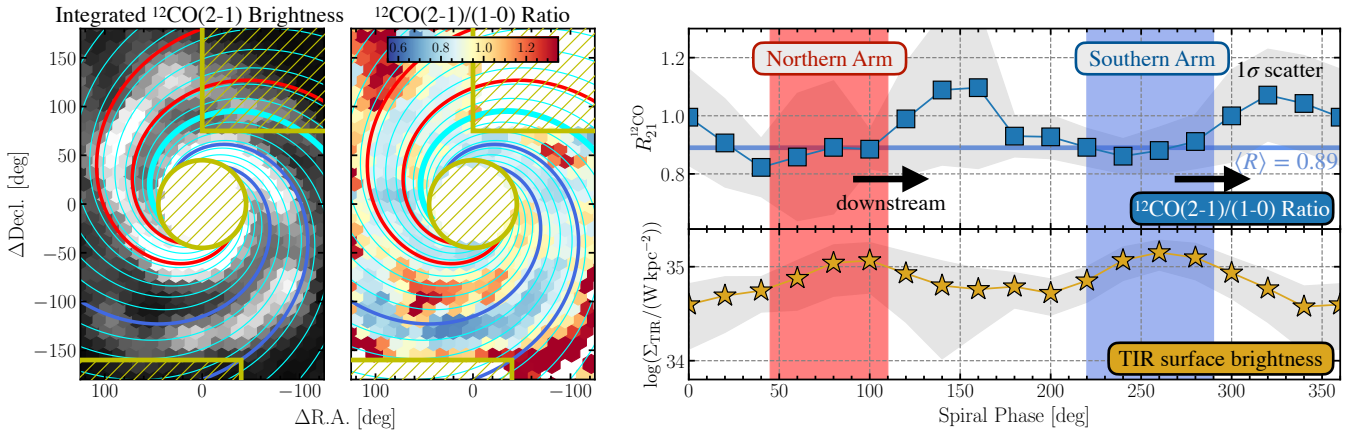 Integrated ¹²CO(2-1) Brightness
¹²CO(2-1)/(1-0) Ratio
0.6 0.8 1.0 1.2
150
100
50
0
−50
−100
−150
Δ Decl. [deg]
100 0 −100
100 0 −100
ΔR.A. [deg]
Northern Arm
Southern Arm
1σ scatter
1.2
1.0
0.8
R₂₁^¹²CO
⟨R⟩ = 0.89
downstream
¹²CO(2-1)/(1-0) Ratio
35
34
log(Σ_TIR/(W kpc⁻²))
TIR surface brightness
0 50 100 150 200 250 300 350
Spiral Phase [deg]